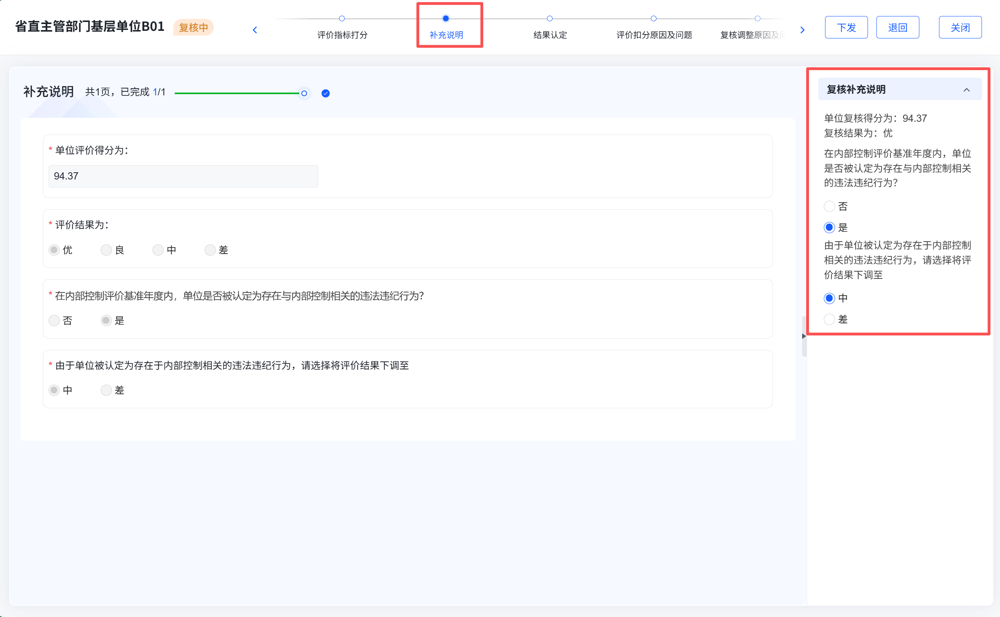 省直主管部门基层单位B01
复核中
评价指标打分
补充说明
结果认定
评价扣分原因及问题
复核调整原因及
下发
退回
关闭
补充说明
共1页，已完成 1/1
* 单位评价得分为：
94.37
* 评价结果为：
优 良 中 差
* 在内部控制评价基准年度内，单位是否被认定为存在与内部控制相关的违法违纪行为？
否 是
* 由于单位被认定为存在于内部控制相关的违法违纪行为，请选择将评价结果下调至
中 差
复核补充说明
单位复核得分为：94.37
复核结果为：优
在内部控制评价基准年度内，单位
是否被认定为存在与内部控制相关
的违法违纪行为？
否
是
由于单位被认定为存在于内部控制
相关的违法违纪行为，请选择将评
价结果下调至
中
差